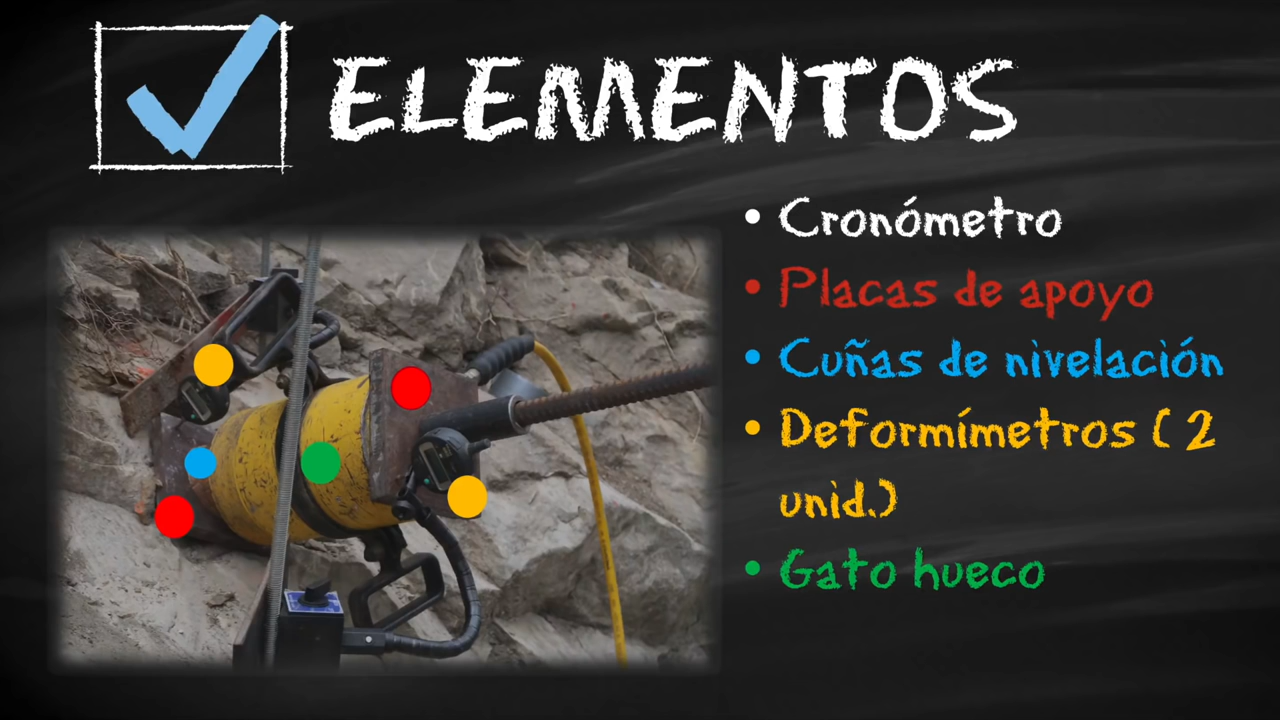 ELEMENTOS
• Cronómetro
• Placas de apoyo
• Cuñas de nivelación
• Deformímetros ( 2
unid.)
• Gato hueco